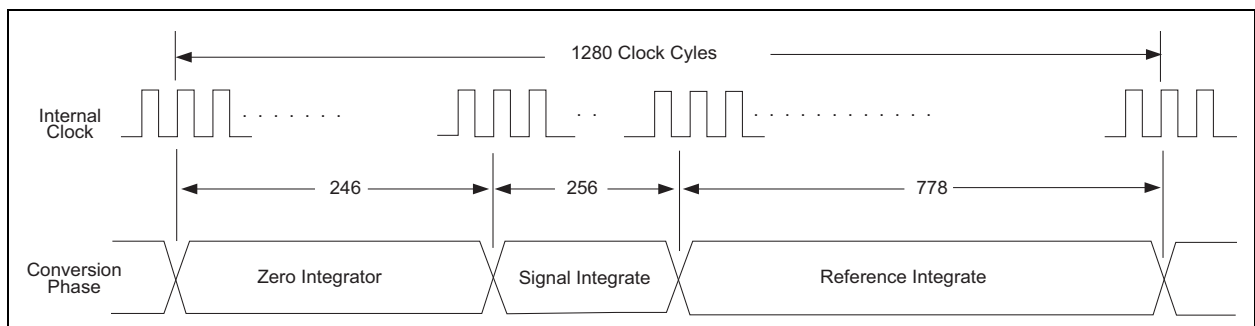 1280 Clock Cyles
Internal
Clock
246
256
778
Conversion
Phase
Zero Integrator
Signal Integrate
Reference Integrate